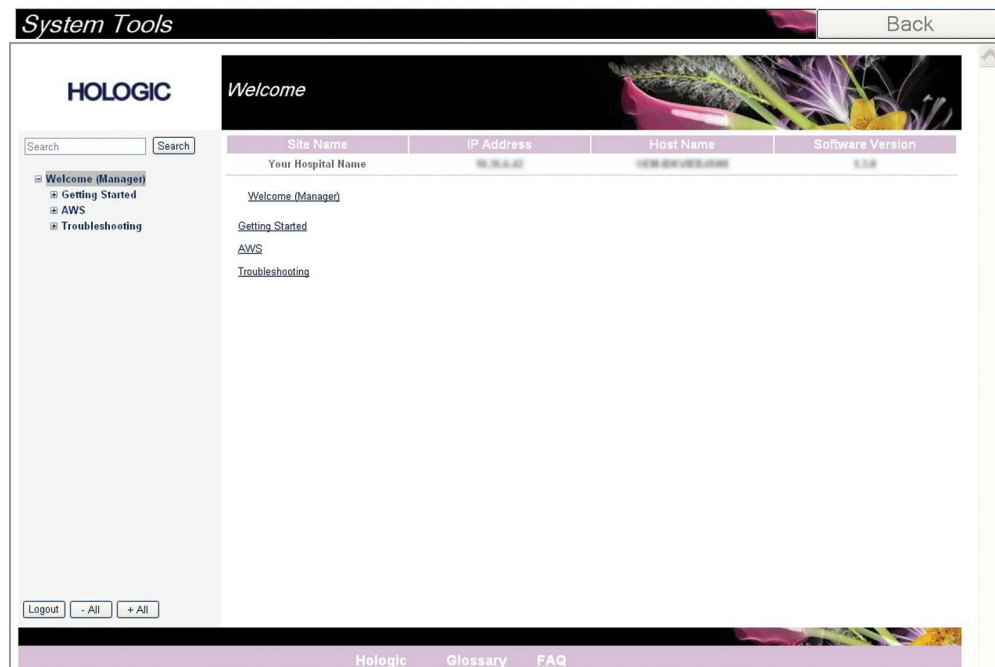 System Tools
Back
HOLOGIC
Welcome
Search
Search
Site Name IP Address Host Name Software Version
Your Hospital Name
Welcome (Manager)
Getting Started
AWS
Troubleshooting
Welcome (Manager)
Getting Started
AWS
Troubleshooting
Logout - All + All
Hologic Glossary FAQ